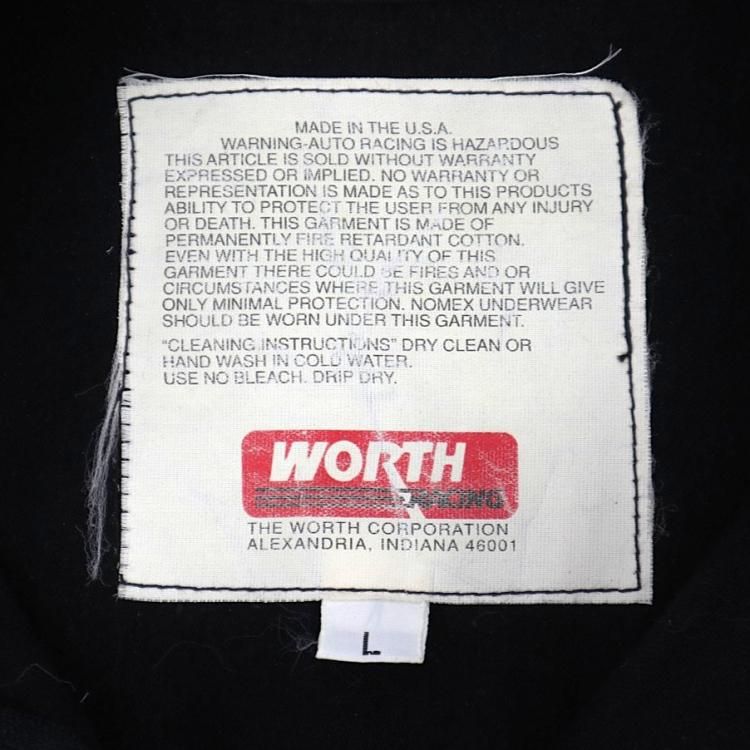 MADE IN THE U.S.A.
WARNING-AUTO RACING IS HAZARDOUS
THIS ARTICLE IS SOLD WITHOUT WARRANTY
EXPRESSED OR IMPLIED. NO WARRANTY OR
REPRESENTATION IS MADE AS TO THIS PRODUCTS
ABILITY TO PROTECT THE USER FROM ANY INJURY
OR DEATH. THIS GARMENT IS MADE OF
PERMANENTLY FIRE RETARDANT COTTON.
EVEN WITH THE HIGH QUALITY OF THIS
GARMENT THERE COULD BE FIRES AND OR
CIRCUMSTANCES WHERE THIS GARMENT WILL GIVE
ONLY MINIMAL PROTECTION. NOMEX UNDERWEAR
SHOULD BE WORN UNDER THIS GARMENT.
"CLEANING INSTRUCTIONS" DRY CLEAN OR
HAND WASH IN COLD WATER.
USE NO BLEACH. DRIP DRY.
WORTH
RACING
THE WORTH CORPORATION
ALEXANDRIA, INDIANA 46001
L